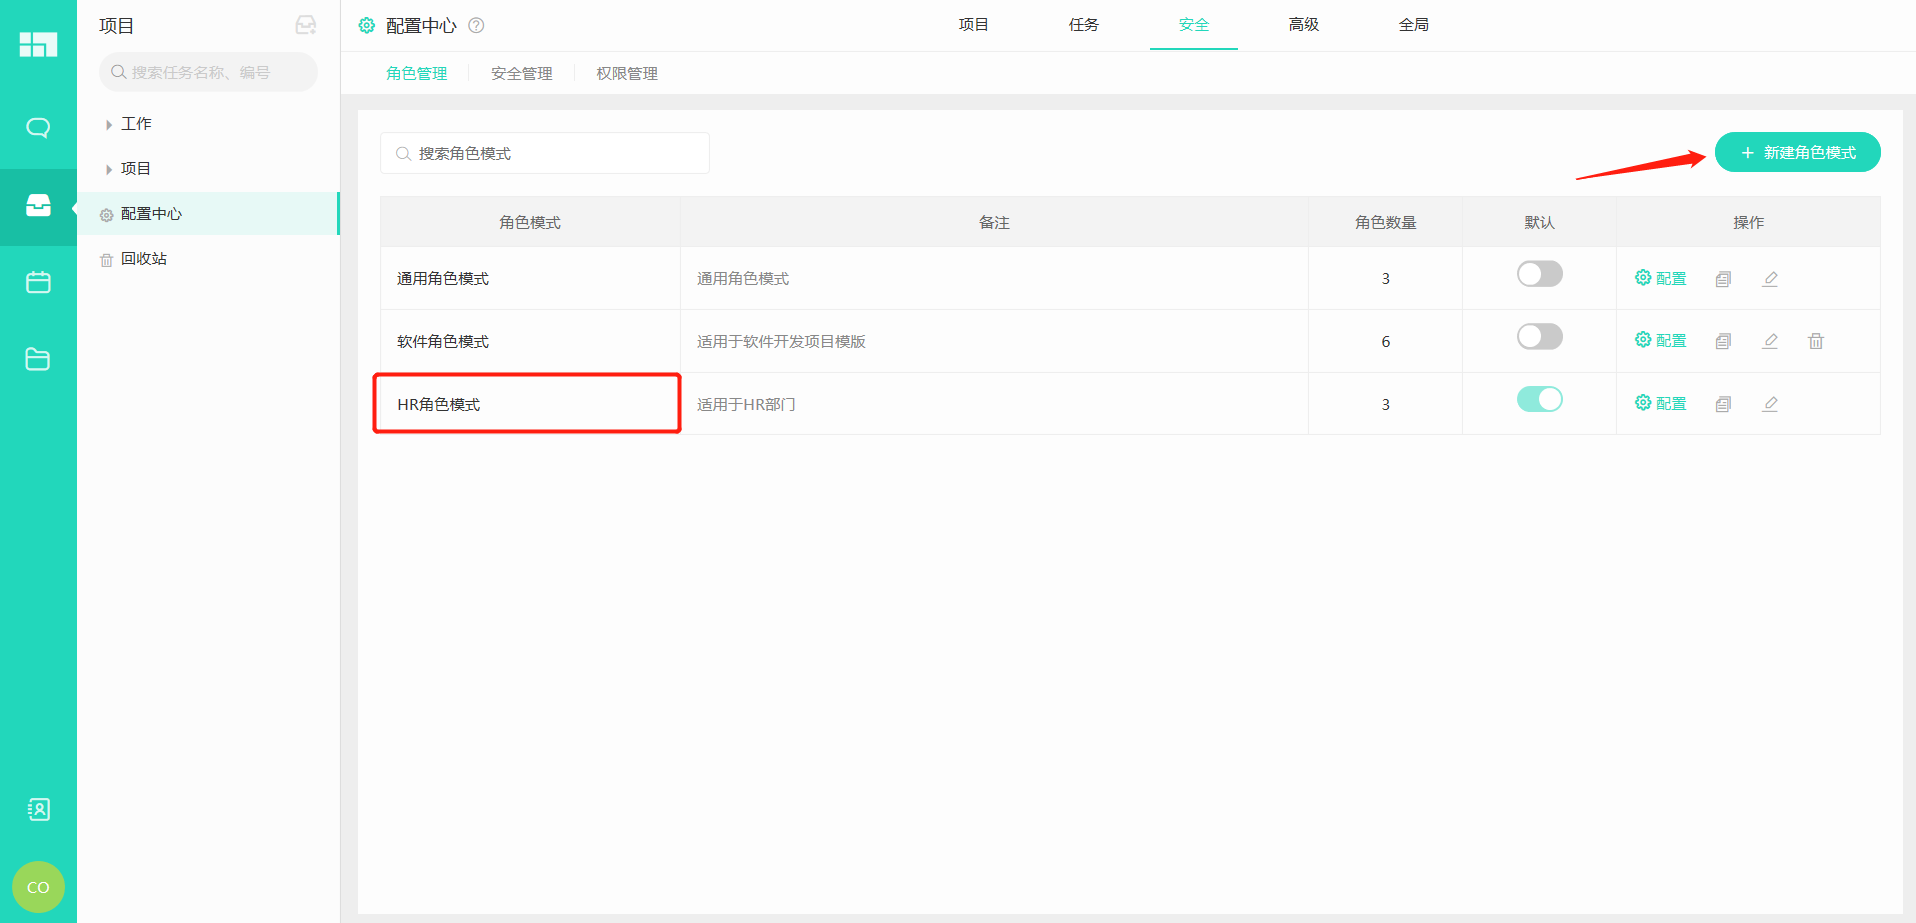 项目
搜索任务名称、编号
工作
项目
配置中心
回收站
CO
配置中心
项目 任务 安全 高级 全局
角色管理 安全管理 权限管理
搜索角色模式
+ 新建角色模式
角色模式 备注 角色数量 默认 操作
通用角色模式 通用角色模式 3 配置
软件角色模式 适用于软件开发项目模版 6 配置
HR角色模式 适用于HR部门 3 配置